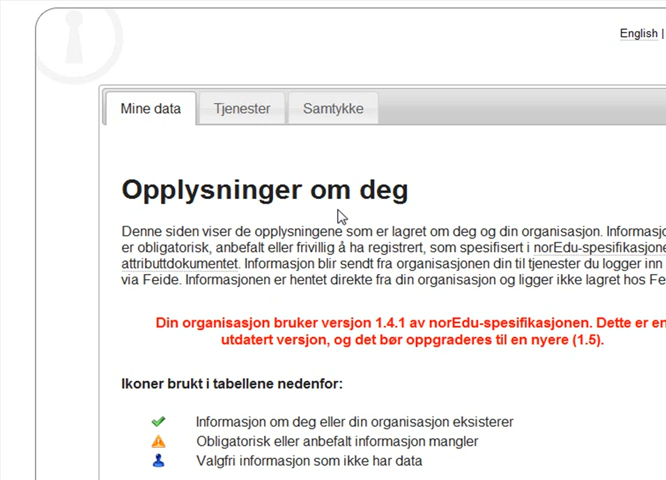 English |
Mine data Tjenester Samtykke
Opplysninger om deg
Denne siden viser de opplysningene som er lagret om deg og din organisasjon.
er obligatorisk, anbefalt eller frivillig å ha registrert, som spesifisert i
attributtdokumentet. Informasjon blir sendt fra organisasjonen din til tjenester du logger inn
via Feide. Informasjonen er hentet direkte fra din organisasjon og ligger ikke lagret hos
Din organisasjon bruker versjon 1.4.1 av norEdu-spesifikasjonen. Dette er en
utdatert versjon, og det bør oppgraderes til en nyere (1.5).
Ikoner brukt i tabellene nedenfor:
Informasjon om deg eller din organisasjon eksisterer
Obligatorisk eller anbefalt informasjon mangler
Valgfri informasjon som ikke har data